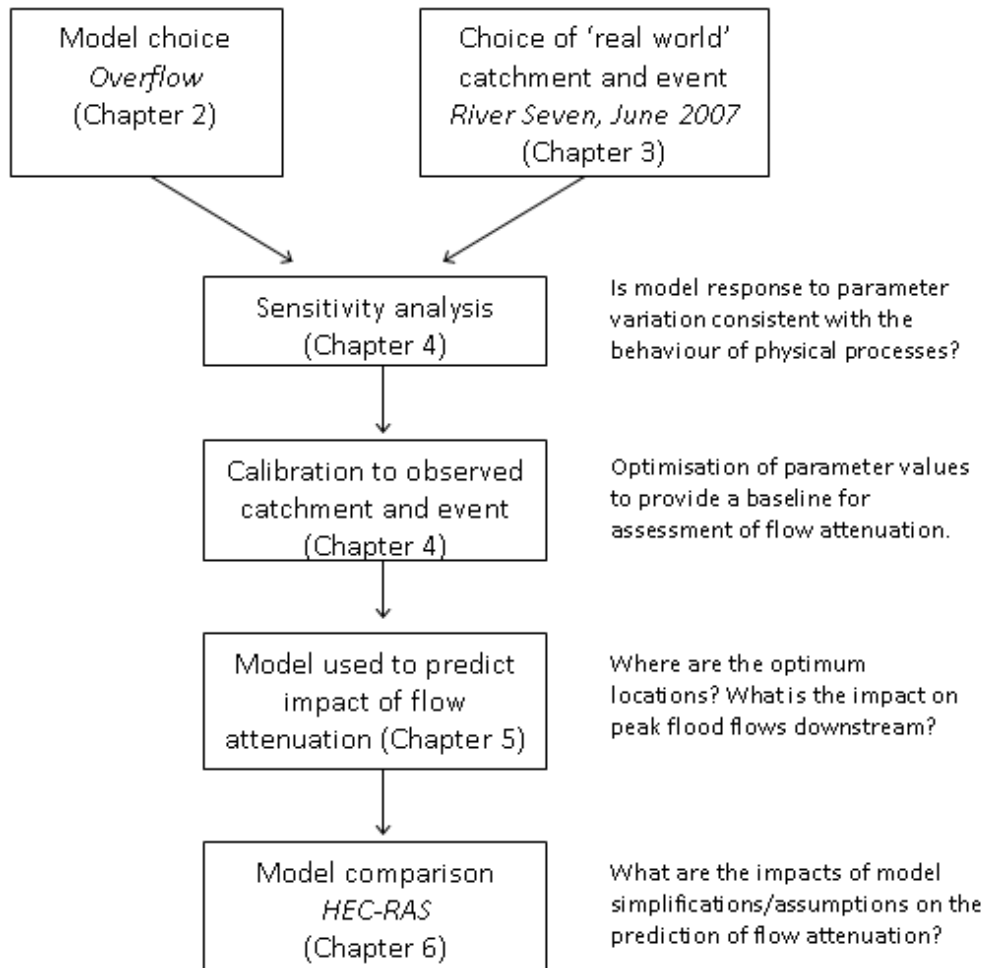 Model choice
Overflow
(Chapter 2)
Choice of ‘real world’
catchment and event
River Seven, June 2007
(Chapter 3)
Sensitivity analysis
(Chapter 4)
Is model response to parameter
variation consistent with the
behaviour of physical processes?
Calibration to observed
catchment and event
(Chapter 4)
Optimisation of parameter values
to provide a baseline for
assessment of flow attenuation.
Model used to predict
impact of flow
attenuation (Chapter 5)
Where are the optimum
locations? What is the impact on
peak flood flows downstream?
Model comparison
HEC-RAS
(Chapter 6)
What are the impacts of model
simplifications/assumptions on the
prediction of flow attenuation?